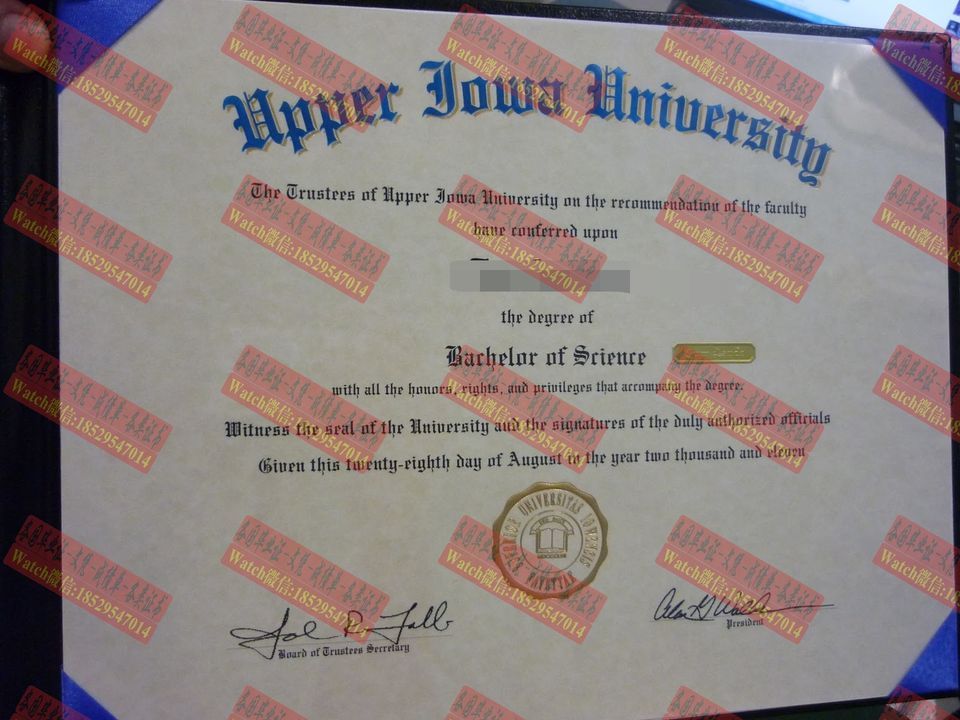 Upper Iowa University
The Trustees of Upper Iowa University on the recommendation of the faculty
have conferred upon
the degree of
Bachelor of Science
with all the honors, rights, and privileges that accompany the degree.
Witness the seal of the University and the signatures of the duly authorized officials
Given this twenty-eighth day of August in the year two thousand and eleven
UNIVERSITAS IOWENSIS
Board of Trustees Secretary
President
Watch微信:18529547014